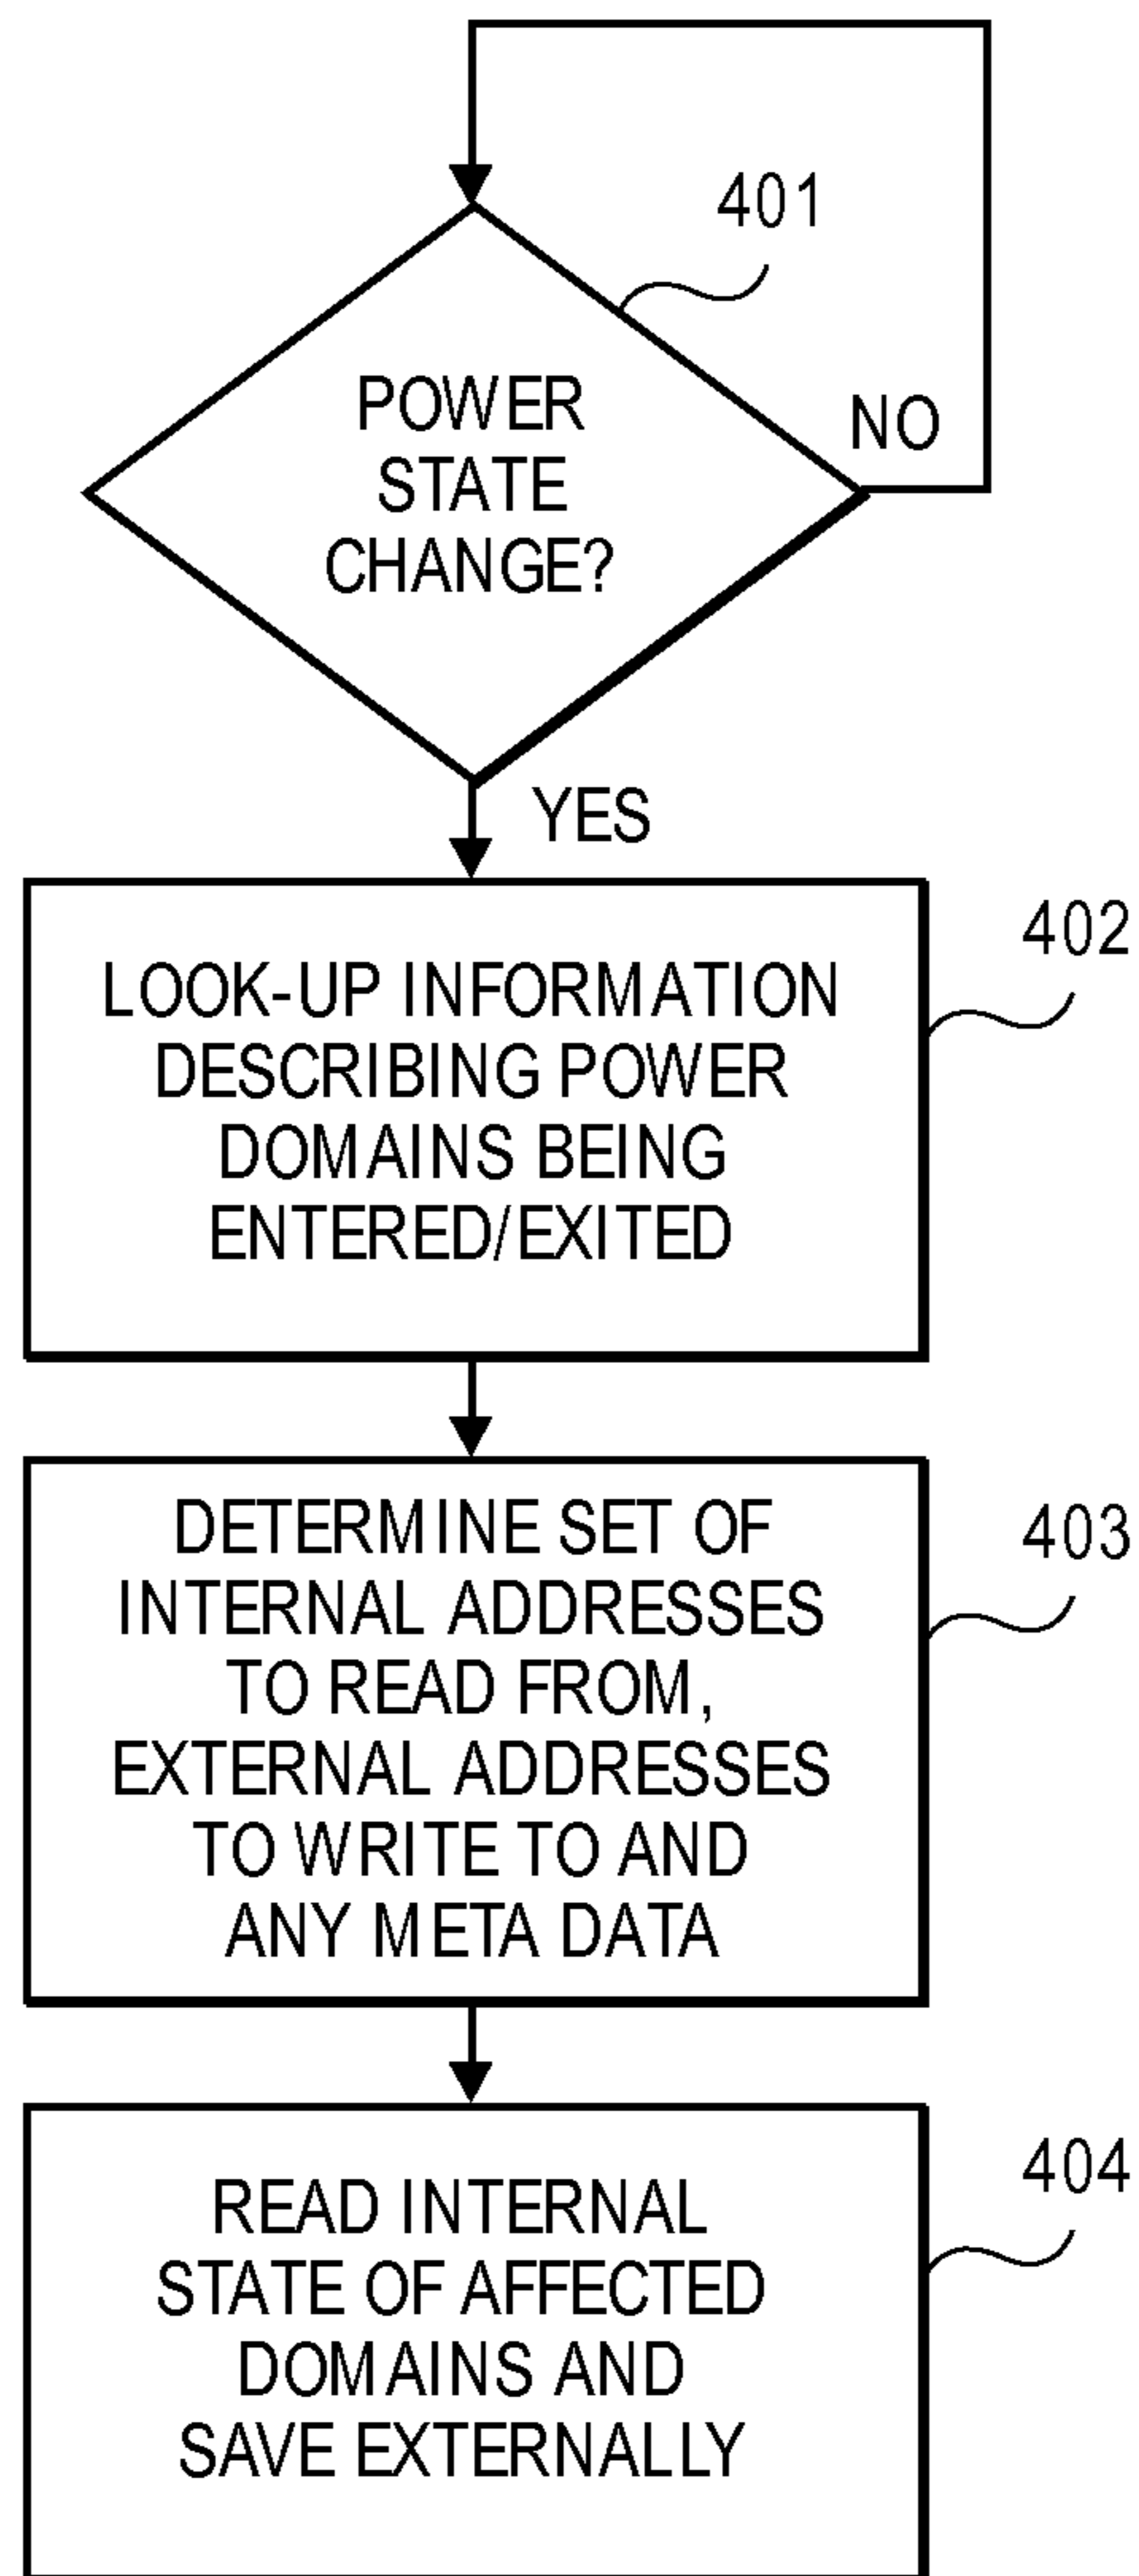 401
POWER
STATE
CHANGE?
NO
YES
402
LOOK-UP INFORMATION
DESCRIBING POWER
DOMAINS BEING
ENTERED/EXITED
403
DETERMINE SET OF
INTERNAL ADDRESSES
TO READ FROM,
EXTERNAL ADDRESSES
TO WRITE TO AND
ANY META DATA
404
READ INTERNAL
STATE OF AFFECTED
DOMAINS AND
SAVE EXTERNALLY